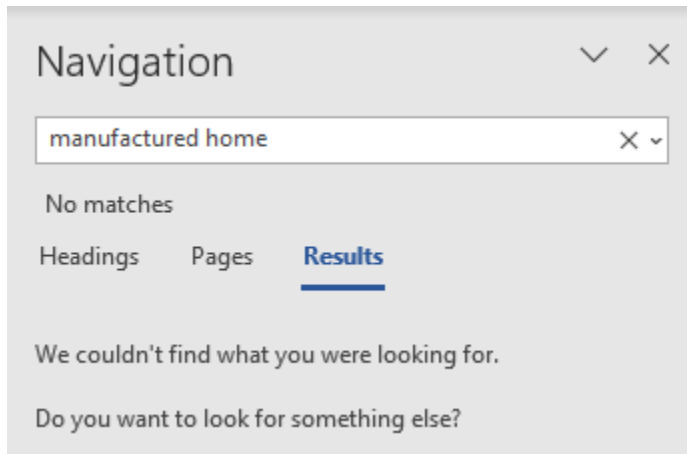 Navigation
manufactured home
No matches
Headings Pages Results
We couldn't find what you were looking for.
Do you want to look for something else?